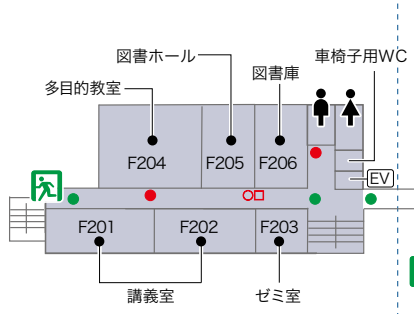 図書ホール
車椅子用WC
図書庫
多目的教室
F204
F205
F206
EV
F201
F202
F203
講義室
ゼミ室